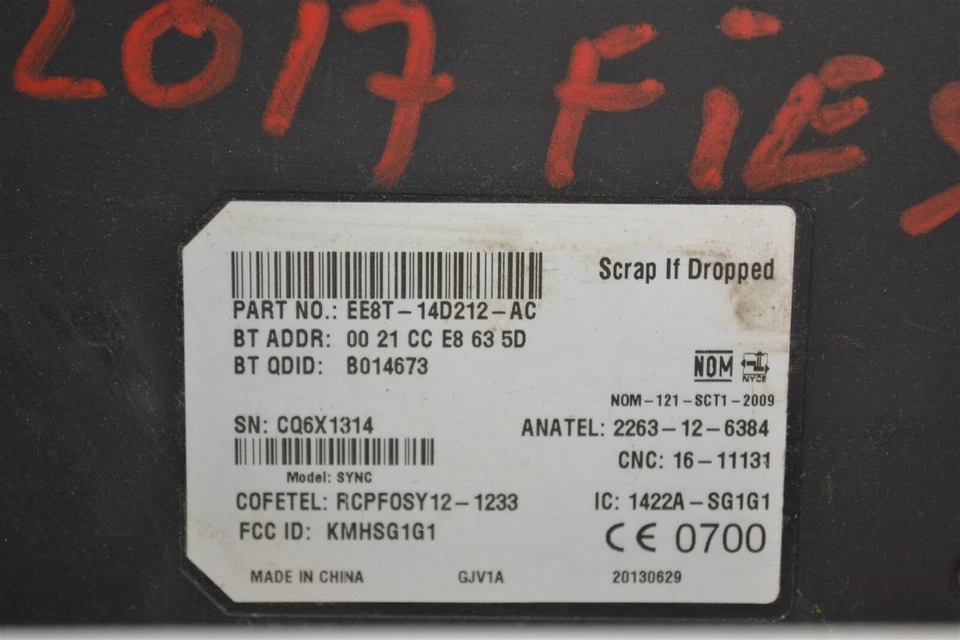 2017 FiES
Scrap If Dropped
PART NO.: EE8T-14D212-AC
BT ADDR: 00 21 CC E8 63 5D
BT QDID: B014673
NOM
NYCE
NOM-121-SCT1-2009
SN: CQ6X1314
ANATEL: 2263-12-6384
CNC: 16-11131
Model: SYNC
COFETEL: RCPFOSY12-1233
IC: 1422A-SG1G1
FCC ID: KMHSG1G1
CE 0700
MADE IN CHINA GJV1A 20130629